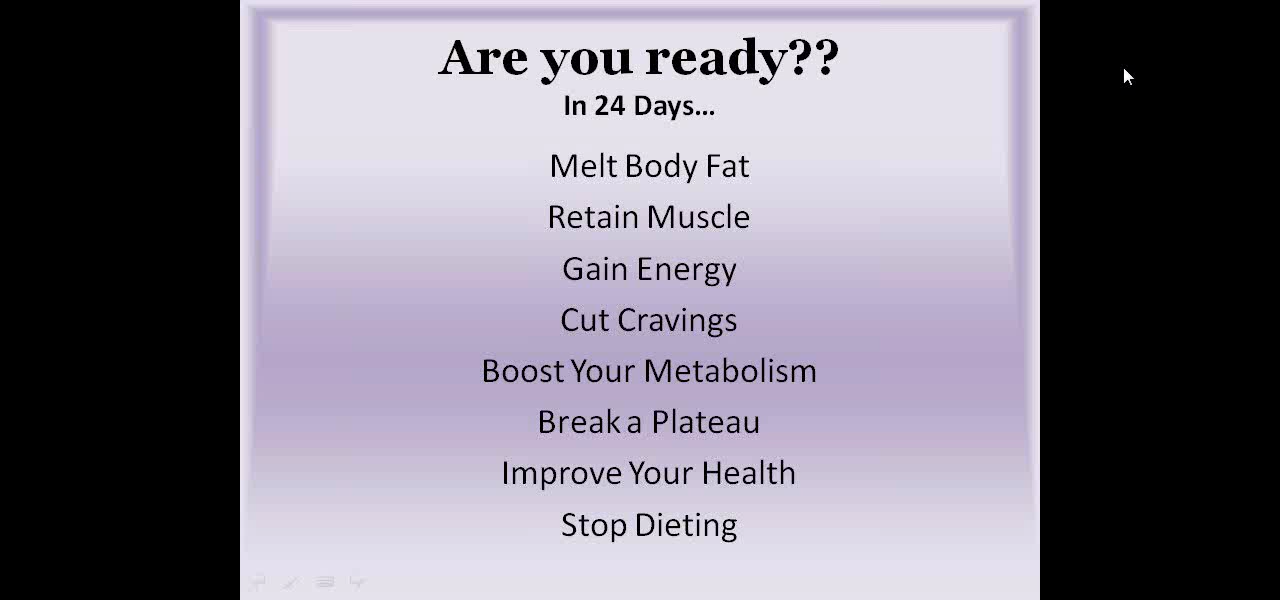 Are you ready??
In 24 Days...
Melt Body Fat
Retain Muscle
Gain Energy
Cut Cravings
Boost Your Metabolism
Break a Plateau
Improve Your Health
Stop Dieting